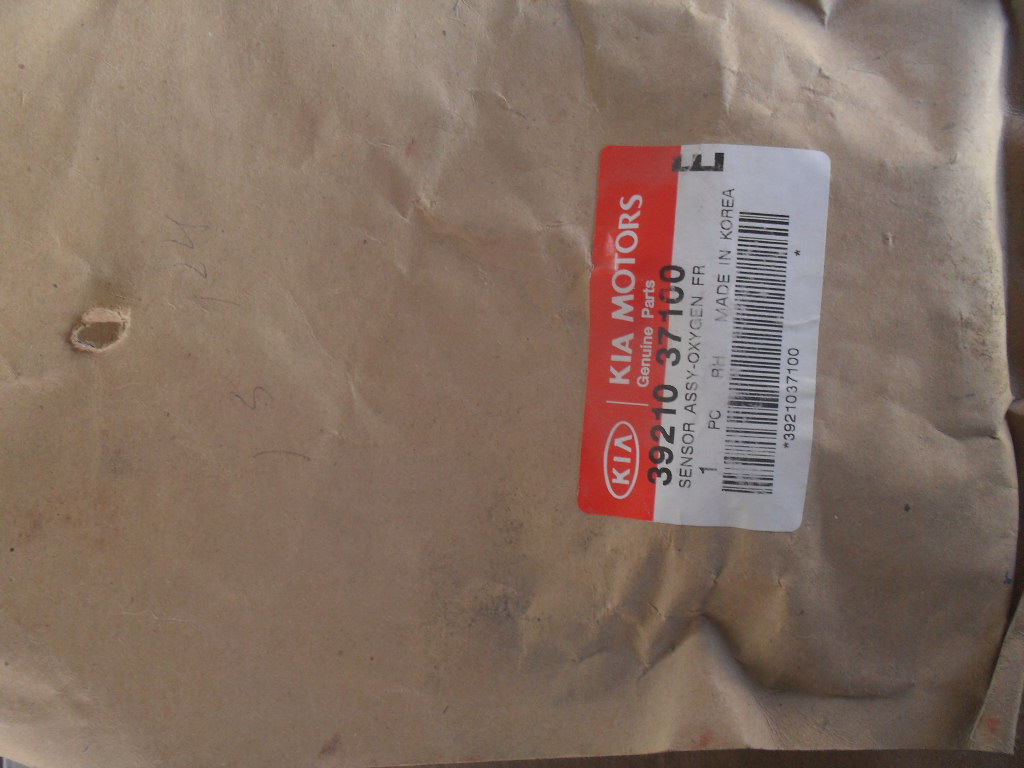 KIA
KIA MOTORS
Genuine Parts
E
39210 37100
SENSOR ASSY-OXYGEN FR
1 PC RH MADE IN KOREA
*3921037100 *